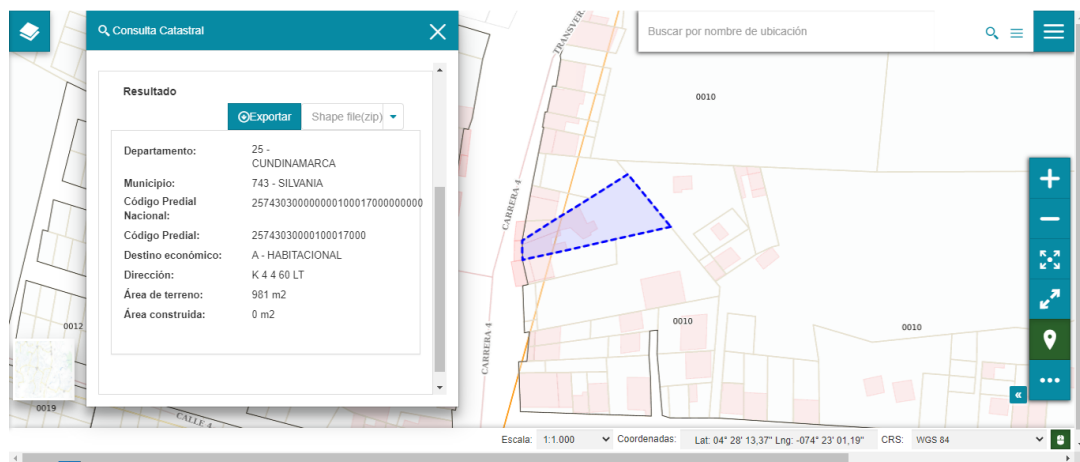 Consulta Catastral
Buscar por nombre de ubicación
Resultado
Exportar Shape file(zip)
Departamento: 25 -
CUNDINAMARCA
Municipio: 743 - SILVANIA
Código Predial
Nacional: 257430300000000100017000000000
Código Predial: 25743030000100017000
Destino económico: A - HABITACIONAL
Dirección: K 4 4 60 LT
Área de terreno: 981 m2
Área construida: 0 m2
TRANSVER
0010
CARRERA 4
0010
0010
0012
CARRERA 4
0019
CALLE 4
Escala: 1:1.000 Coordenadas: Lat: 04° 28' 13,37" Lng: -074° 23' 01,19" CRS: WGS 84